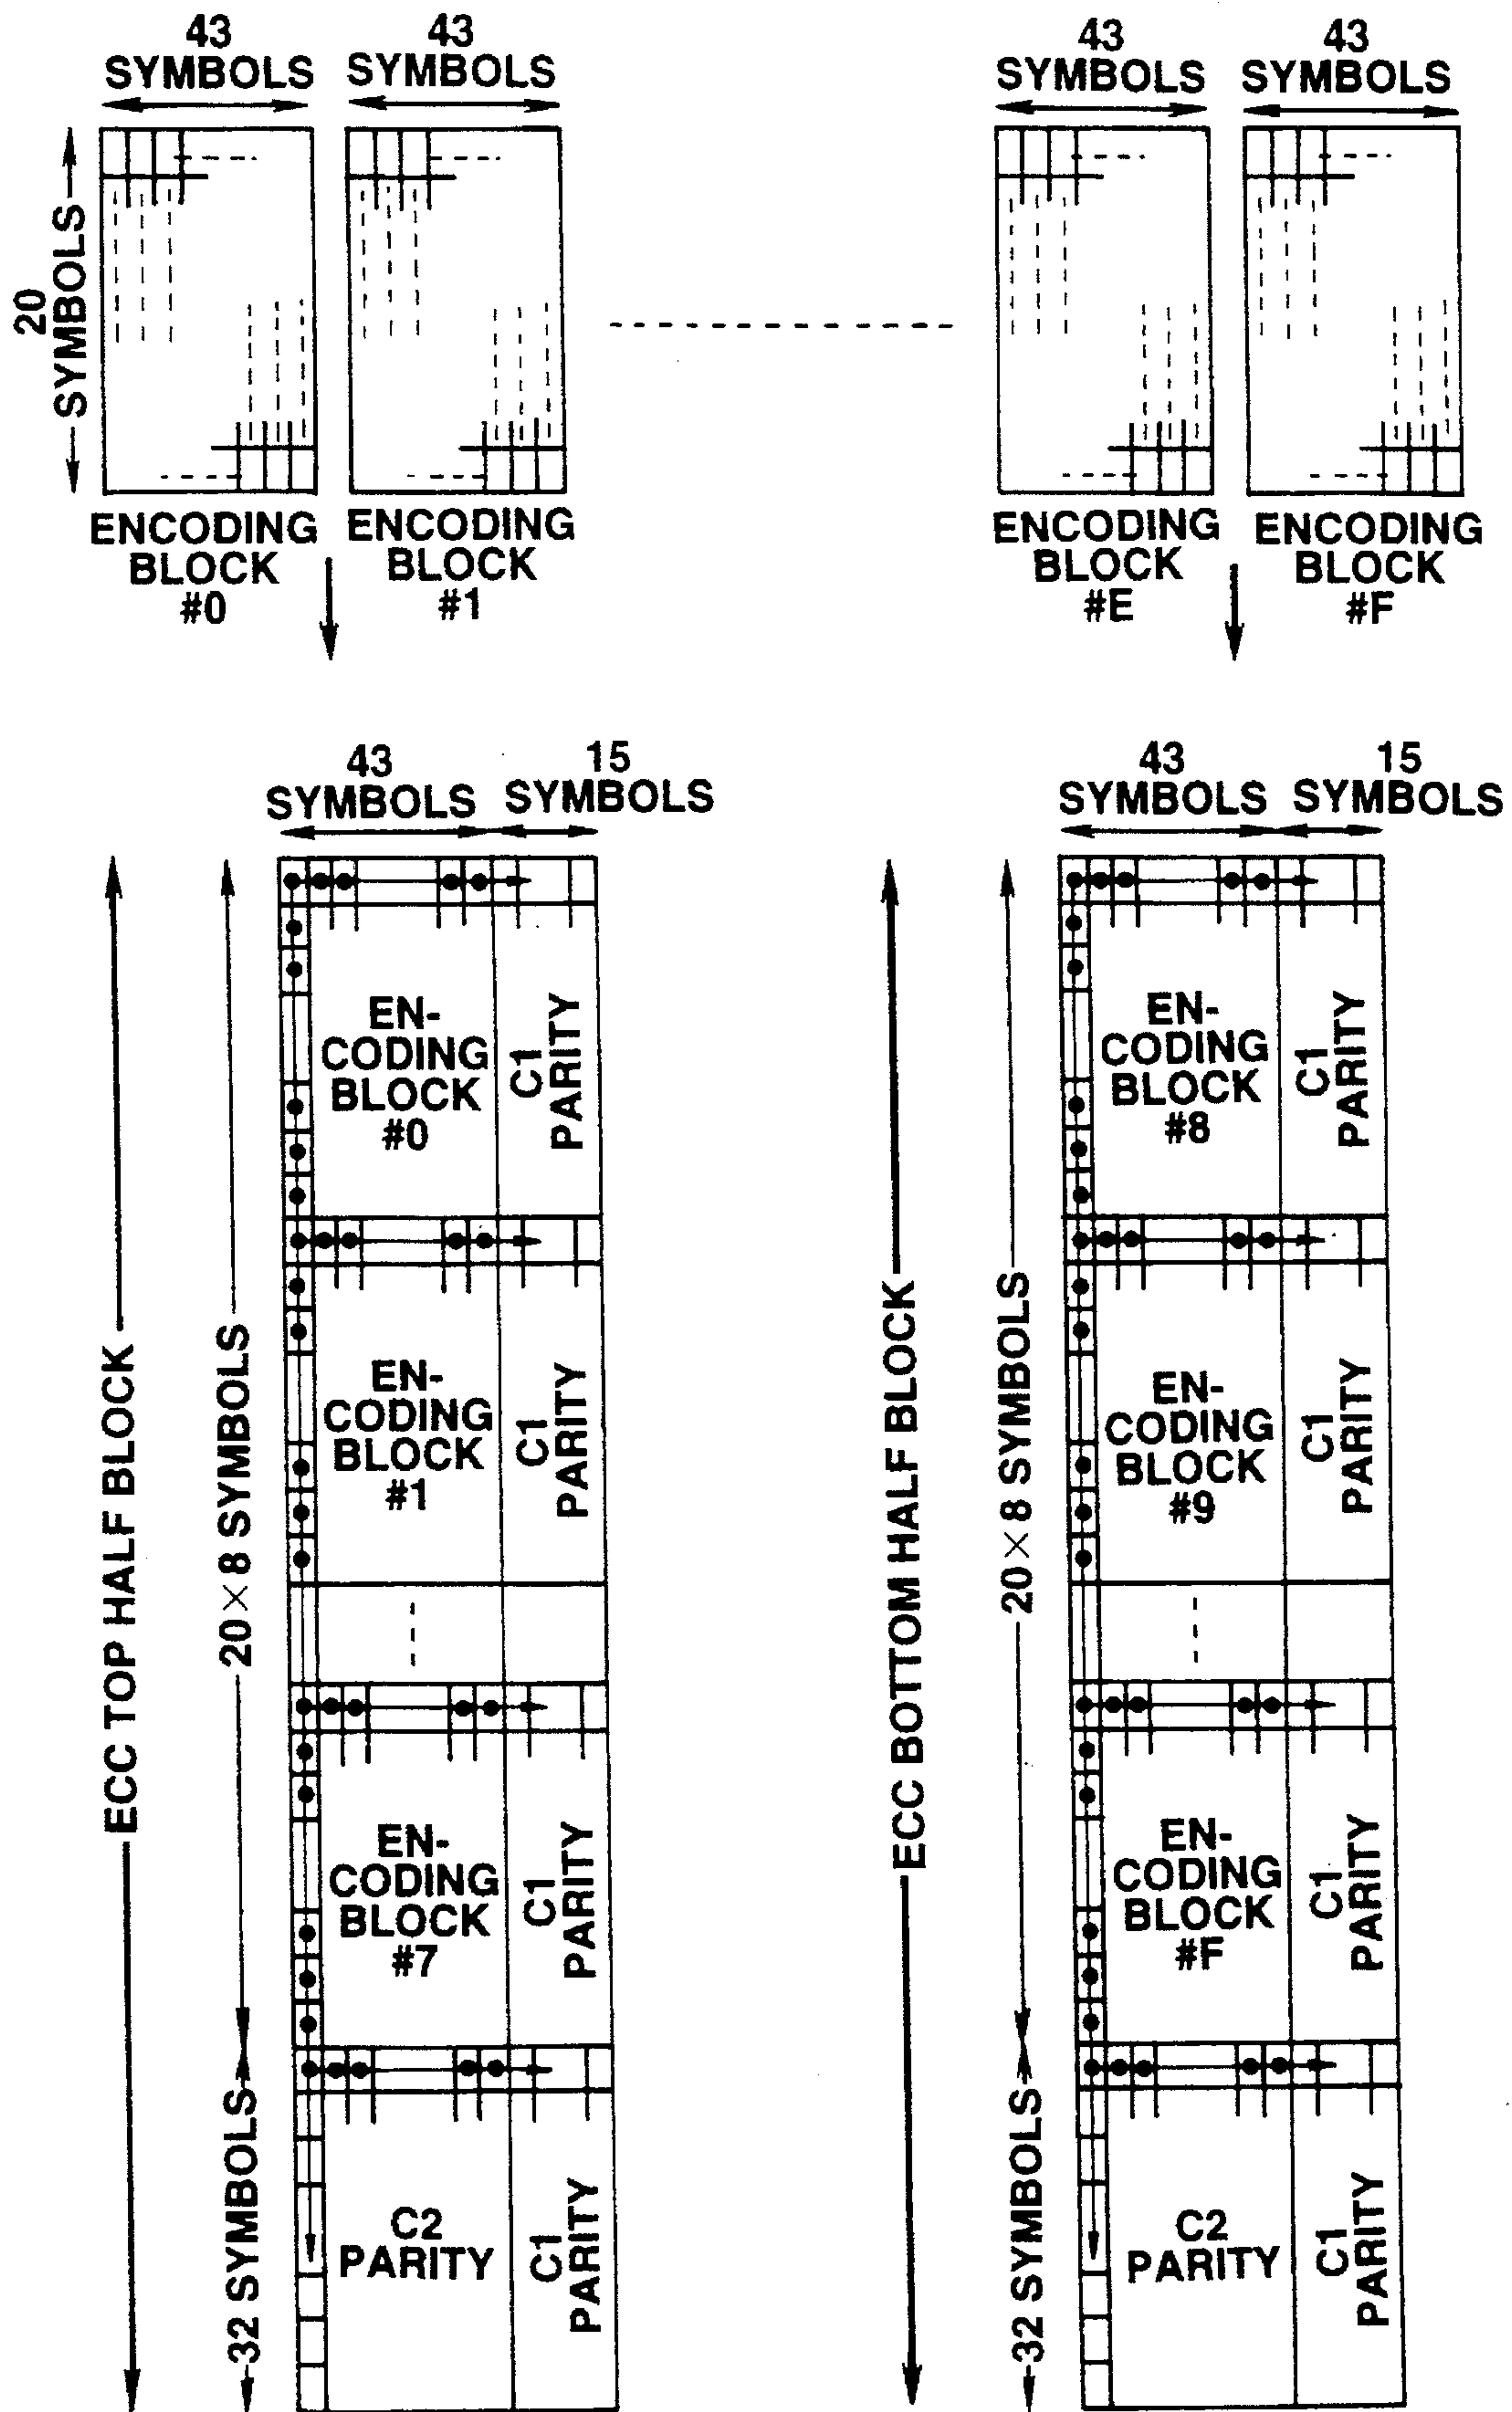 43
SYMBOLS
43
SYMBOLS
43
SYMBOLS
43
SYMBOLS
20
SYMBOLS
ENCODING
BLOCK
#0
ENCODING
BLOCK
#1
ENCODING
BLOCK
#E
ENCODING
BLOCK
#F
43
SYMBOLS
15
SYMBOLS
ECC TOP HALF BLOCK
20×8 SYMBOLS
32 SYMBOLS
EN-
CODING
BLOCK
#0
C1
PARITY
EN-
CODING
BLOCK
#1
C1
PARITY
EN-
CODING
BLOCK
#7
C1
PARITY
C2
PARITY
C1
PARITY
43
SYMBOLS
15
SYMBOLS
ECC BOTTOM HALF BLOCK
20×8 SYMBOLS
32 SYMBOLS
EN-
CODING
BLOCK
#8
C1
PARITY
EN-
CODING
BLOCK
#9
C1
PARITY
EN-
CODING
BLOCK
#F
C1
PARITY
C2
PARITY
C1
PARITY